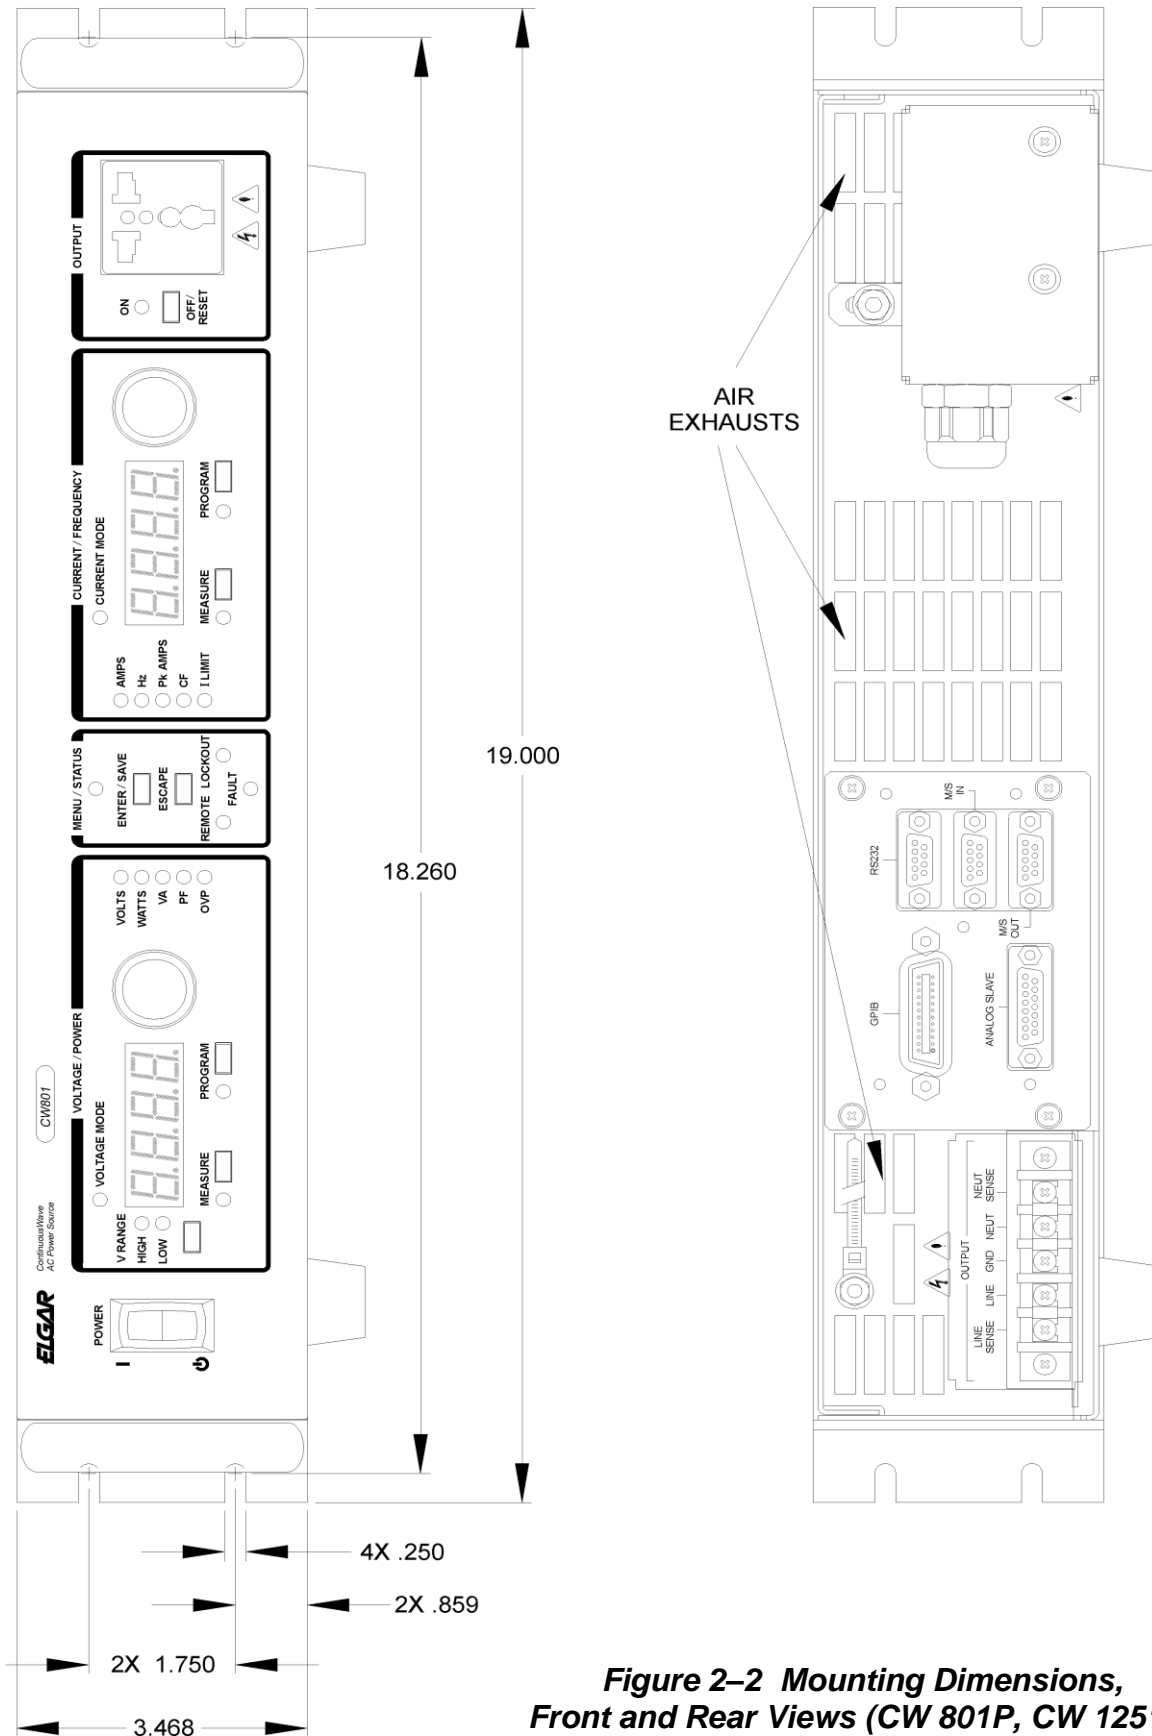 OUTPUT
ON
OFF/
RESET
CURRENT / FREQUENCY
CURRENT MODE
PROGRAM
MEASURE
AMPS
Hz
Pk AMPS
CF
I LIMIT
MENU / STATUS
ENTER / SAVE
ESCAPE
REMOTE LOCKOUT
FAULT
VOLTAGE / POWER
VOLTS
WATTS
VA
PF
OVP
VOLTAGE MODE
PROGRAM
MEASURE
V RANGE
HIGH
LOW
CW801
ContinuousWave
AC Power Source
ELGAR
POWER
19.000
18.260
4X .250
2X .859
2X 1.750
3.468
AIR
EXHAUSTS
M/S
IN
RS232
M/S
OUT
GPIB
ANALOG SLAVE
OUTPUT
NEUT
SENSE
NEUT
GND
LINE
LINE
SENSE
Figure 2–2 Mounting Dimensions,
Front and Rear Views (CW 801P, CW 125